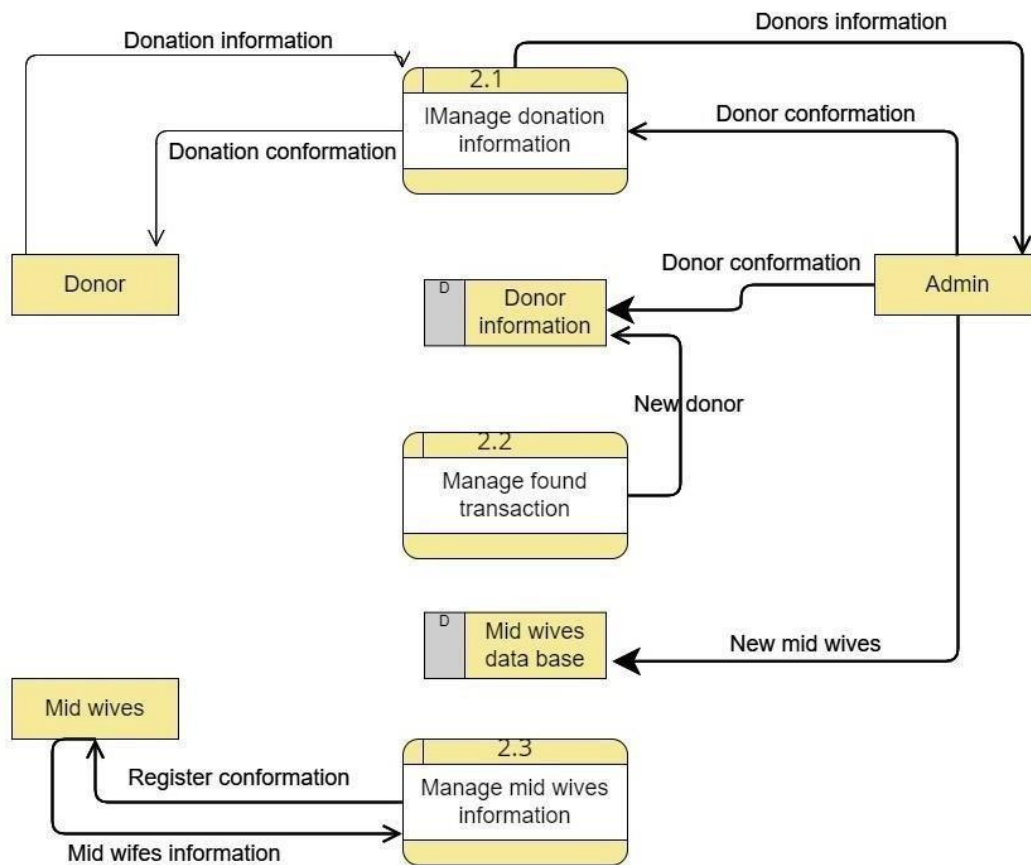 Donation information
Donors information
2.1
IManage donation
information
Donor conformation
Donation conformation
Donor
Donor conformation
Admin
D
Donor
information
New donor
2.2
Manage found
transaction
D
Mid wives
data base
New mid wives
Mid wives
2.3
Register conformation
Manage mid wives
information
Mid wifes information